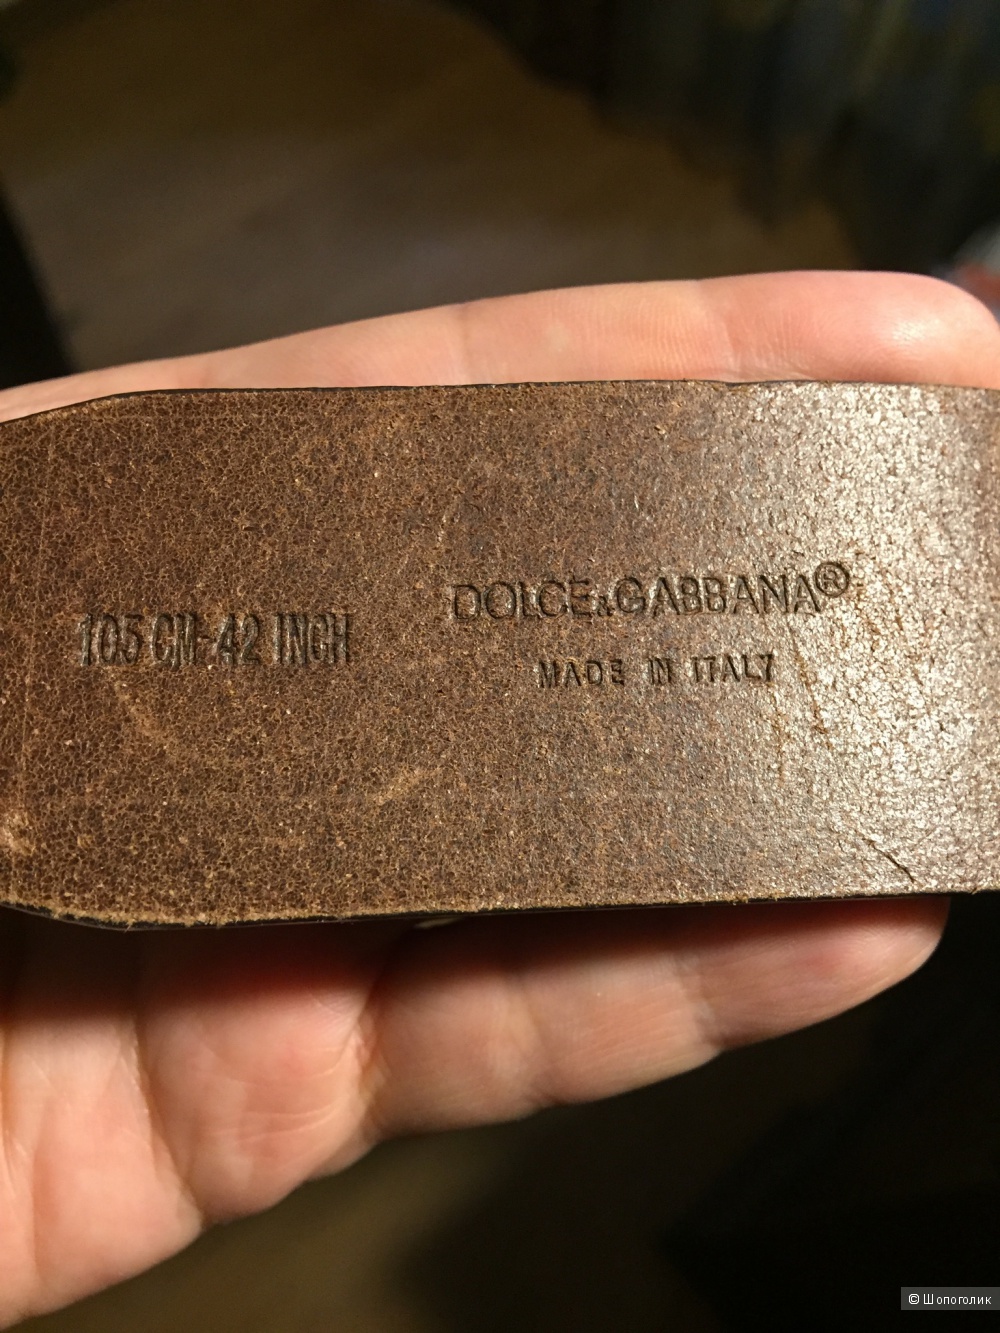 105 CM-42 INCH
DOLCE&GABBANA®
MADE IN ITALY
© Шопоголик